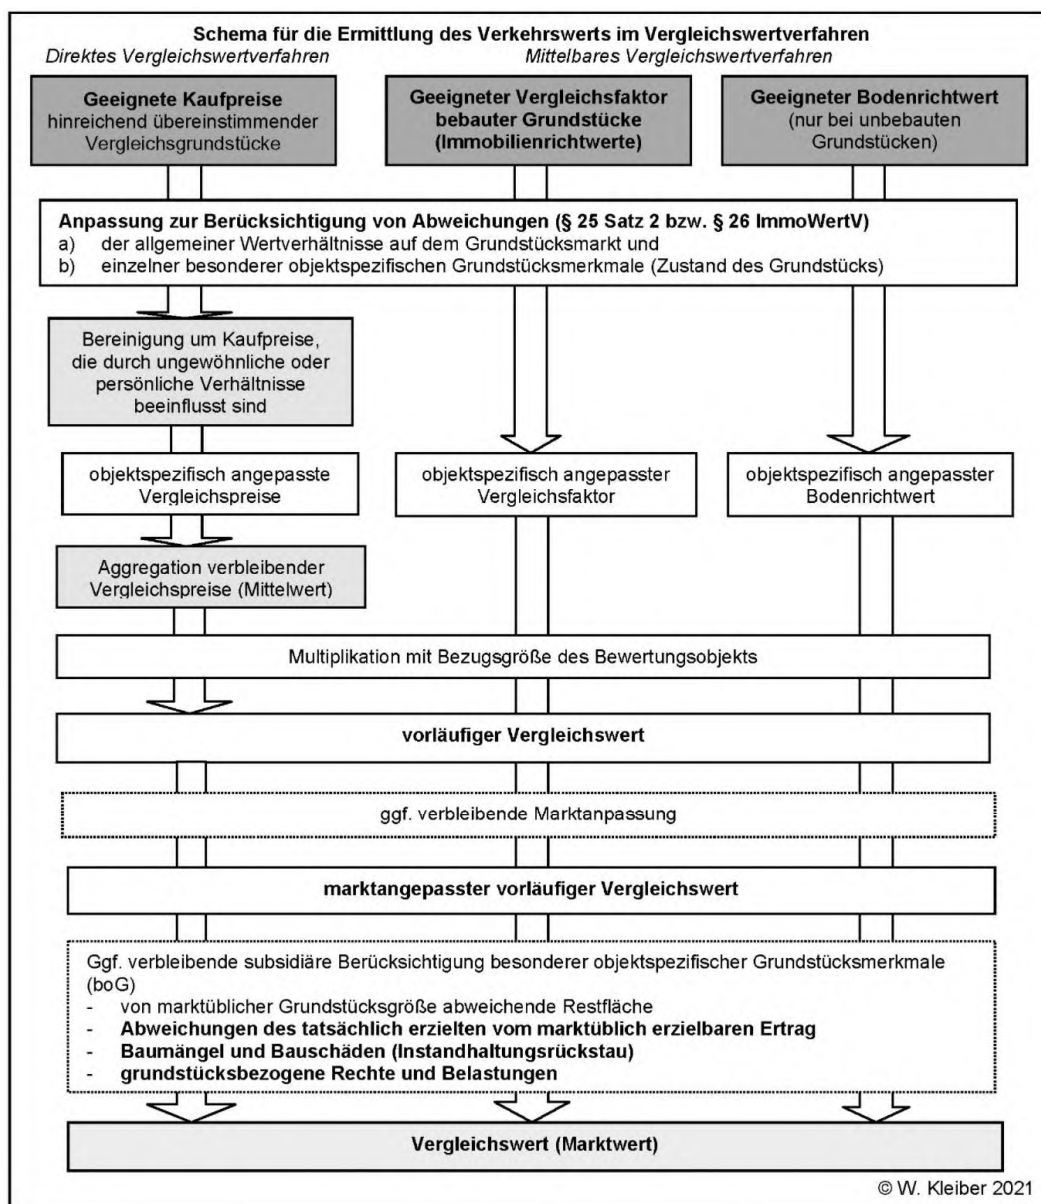 Schema für die Ermittlung des Verkehrswerts im Vergleichswertverfahren
Direktes Vergleichswertverfahren
Mittelbares Vergleichswertverfahren
Geeignete Kaufpreise
hinreichend übereinstimmender
Vergleichsgrundstücke
Geeigneter Vergleichsfaktor
bebauter Grundstücke
(Immobilienrichtwerte)
Geeigneter Bodenrichtwert
(nur bei unbebauten
Grundstücken)
Anpassung zur Berücksichtigung von Abweichungen (§ 25 Satz 2 bzw. § 26 ImmoWertV)
a) der allgemeiner Wertverhältnisse auf dem Grundstücksmarkt und
b) einzelner besonderer objektspezifischen Grundstücksmerkmale (Zustand des Grundstücks)
Bereinigung um Kaufpreise,
die durch ungewöhnliche oder
persönliche Verhältnisse
beeinflusst sind
objektspezifisch angepasste
Vergleichspreise
objektspezifisch angepasster
Vergleichsfaktor
objektspezifisch angepasster
Bodenrichtwert
Aggregation verbleibender
Vergleichspreise (Mittelwert)
Multiplikation mit Bezugsgröße des Bewertungsobjekts
vorläufiger Vergleichswert
ggf. verbleibende Marktanpassung
marktangepasster vorläufiger Vergleichswert
Ggf. verbleibende subsidiäre Berücksichtigung besonderer objektspezifischer Grundstücksmerkmale
(boG)
- von marktüblicher Grundstücksgröße abweichende Restfläche
- Abweichungen des tatsächlich erzielten vom marktüblich erzielbaren Ertrag
- Baumängel und Bauschäden (Instandhaltungsrückstau)
- grundstücksbezogene Rechte und Belastungen
Vergleichswert (Marktwert)
© W. Kleiber 2021